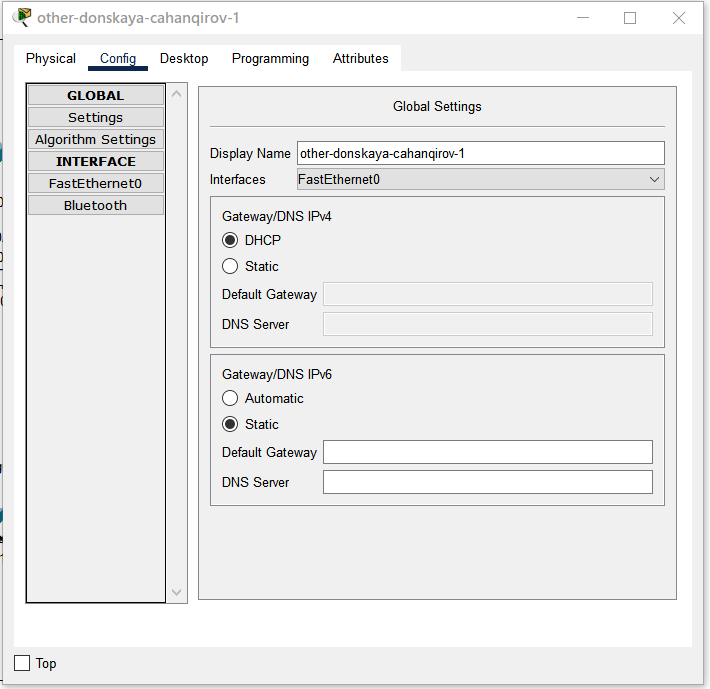 other-donskaya-cahanqirov-1
Physical Config Desktop Programming Attributes
GLOBAL
Settings
Algorithm Settings
INTERFACE
FastEthernet0
Bluetooth
Global Settings
Display Name other-donskaya-cahanqirov-1
Interfaces FastEthernet0
Gateway/DNS IPv4
DHCP
Static
Default Gateway
DNS Server
Gateway/DNS IPv6
Automatic
Static
Default Gateway
DNS Server
Top